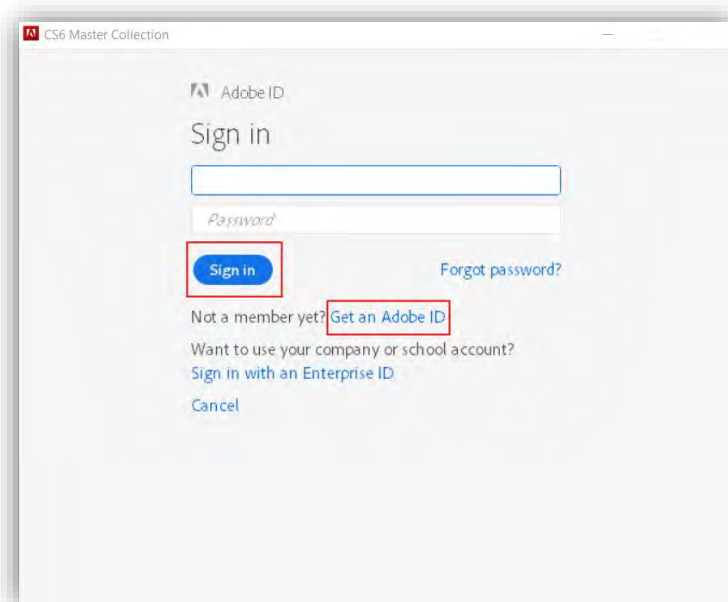 CS6 Master Collection
Adobe ID
Sign in
Password
Sign in
Forgot password?
Not a member yet? Get an Adobe ID
Want to use your company or school account?
Sign in with an Enterprise ID
Cancel